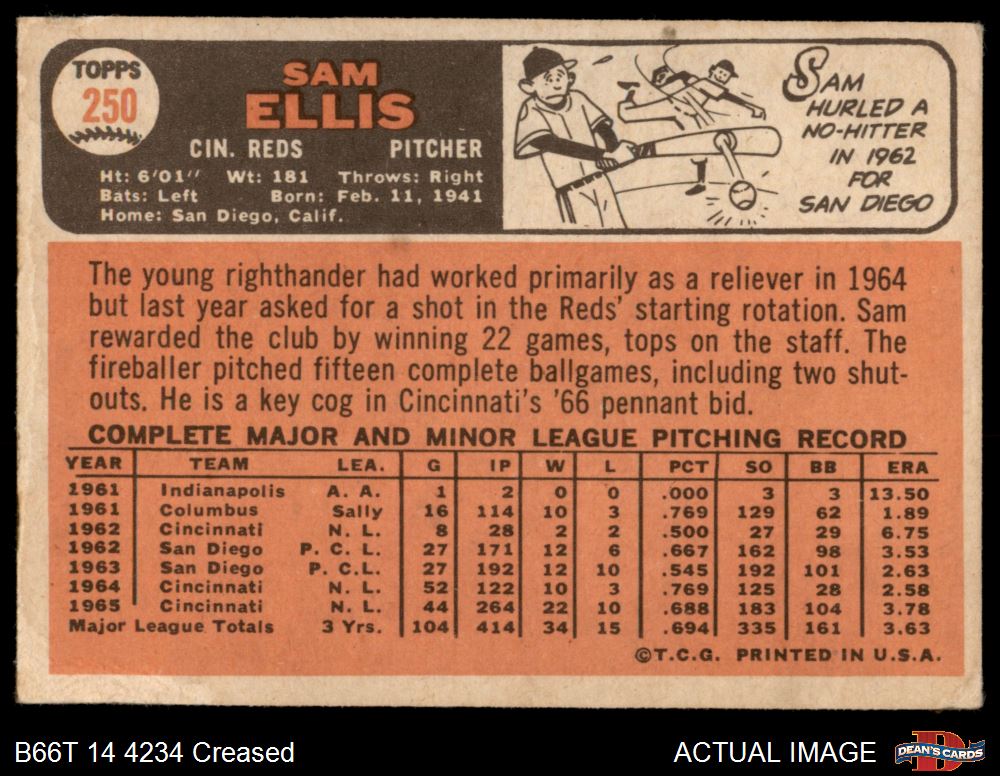 TOPPS
250
SAM
ELLIS
CIN. REDS PITCHER
Ht: 6'01" Wt: 181 Throws: Right
Bats: Left Born: Feb. 11, 1941
Home: San Diego, Calif.
SAM
HURLED A
NO-HITTER
IN 1962
FOR
SAN DIEGO
The young righthander had worked primarily as a reliever in 1964
but last year asked for a shot in the Reds' starting rotation. Sam
rewarded the club by winning 22 games, tops on the staff. The
fireballer pitched fifteen complete ballgames, including two shut-
outs. He is a key cog in Cincinnati's '66 pennant bid.
COMPLETE MAJOR AND MINOR LEAGUE PITCHING RECORD
YEAR TEAM LEA. G IP W L PCT SO BB ERA
1961 Indianapolis A. A. 1 2 0 0 .000 3 3 13.50
1961 Columbus Sally 16 114 10 3 .769 129 62 1.89
1962 Cincinnati N. L. 8 28 2 2 .500 27 29 6.75
1962 San Diego P. C. L. 27 171 12 6 .667 162 98 3.53
1963 San Diego P. C.L. 27 192 12 10 .545 192 101 2.63
1964 Cincinnati N. L. 52 122 10 3 .769 125 28 2.58
1965 Cincinnati N. L. 44 264 22 10 .688 183 104 3.78
Major League Totals 3 Yrs. 104 414 34 15 .694 335 161 3.63
©T.C.G. PRINTED IN U.S.A.
B66T 14 4234 Creased ACTUAL IMAGE
D
DEAN'S CARDS